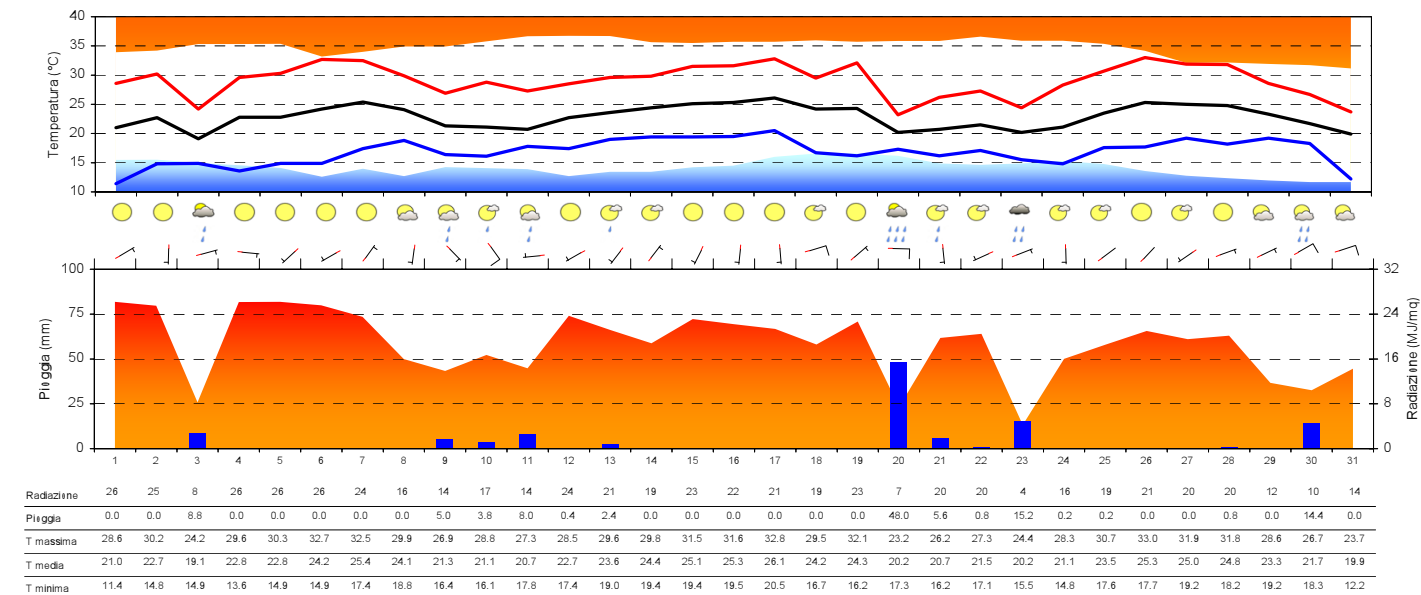 40
35
30
25
20
15
10
Temperatura (°C)
100
75
50
25
0
Pioggia (mm)
32
24
16
8
0
Radiazione (MJ/mq)
1 2 3 4 5 6 7 8 9 10 11 12 13 14 15 16 17 18 19 20 21 22 23 24 25 26 27 28 29 30 31
Radiazione 26 25 8 26 26 26 24 16 14 17 14 24 21 19 23 22 21 19 23 7 20 20 4 16 19 21 20 20 12 10 14
Pioggia 0.0 0.0 8.8 0.0 0.0 0.0 0.0 0.0 5.0 3.8 8.0 0.4 2.4 0.0 0.0 0.0 0.0 0.0 0.0 48.0 5.6 0.8 15.2 0.2 0.2 0.0 0.0 0.8 0.0 14.4 0.0
T massima 28.6 30.2 24.2 29.6 30.3 32.7 32.5 29.9 26.9 28.8 27.3 28.5 29.6 29.8 31.5 31.6 32.8 29.5 32.1 23.2 26.2 27.3 24.4 28.3 30.7 33.0 31.9 31.8 28.6 26.7 23.7
T media 21.0 22.7 19.1 22.8 22.8 24.2 25.4 24.1 21.3 21.1 20.7 22.7 23.6 24.4 25.1 25.3 26.1 24.2 24.3 20.2 20.7 21.5 20.2 21.1 23.5 25.3 25.0 24.8 23.3 21.7 19.9
T minima 11.4 14.8 14.9 13.6 14.9 14.9 17.4 18.8 16.4 16.1 17.8 17.4 19.0 19.4 19.4 19.5 20.5 16.7 16.2 17.3 16.2 17.1 15.5 14.8 17.6 17.7 19.2 18.2 19.2 18.3 12.2